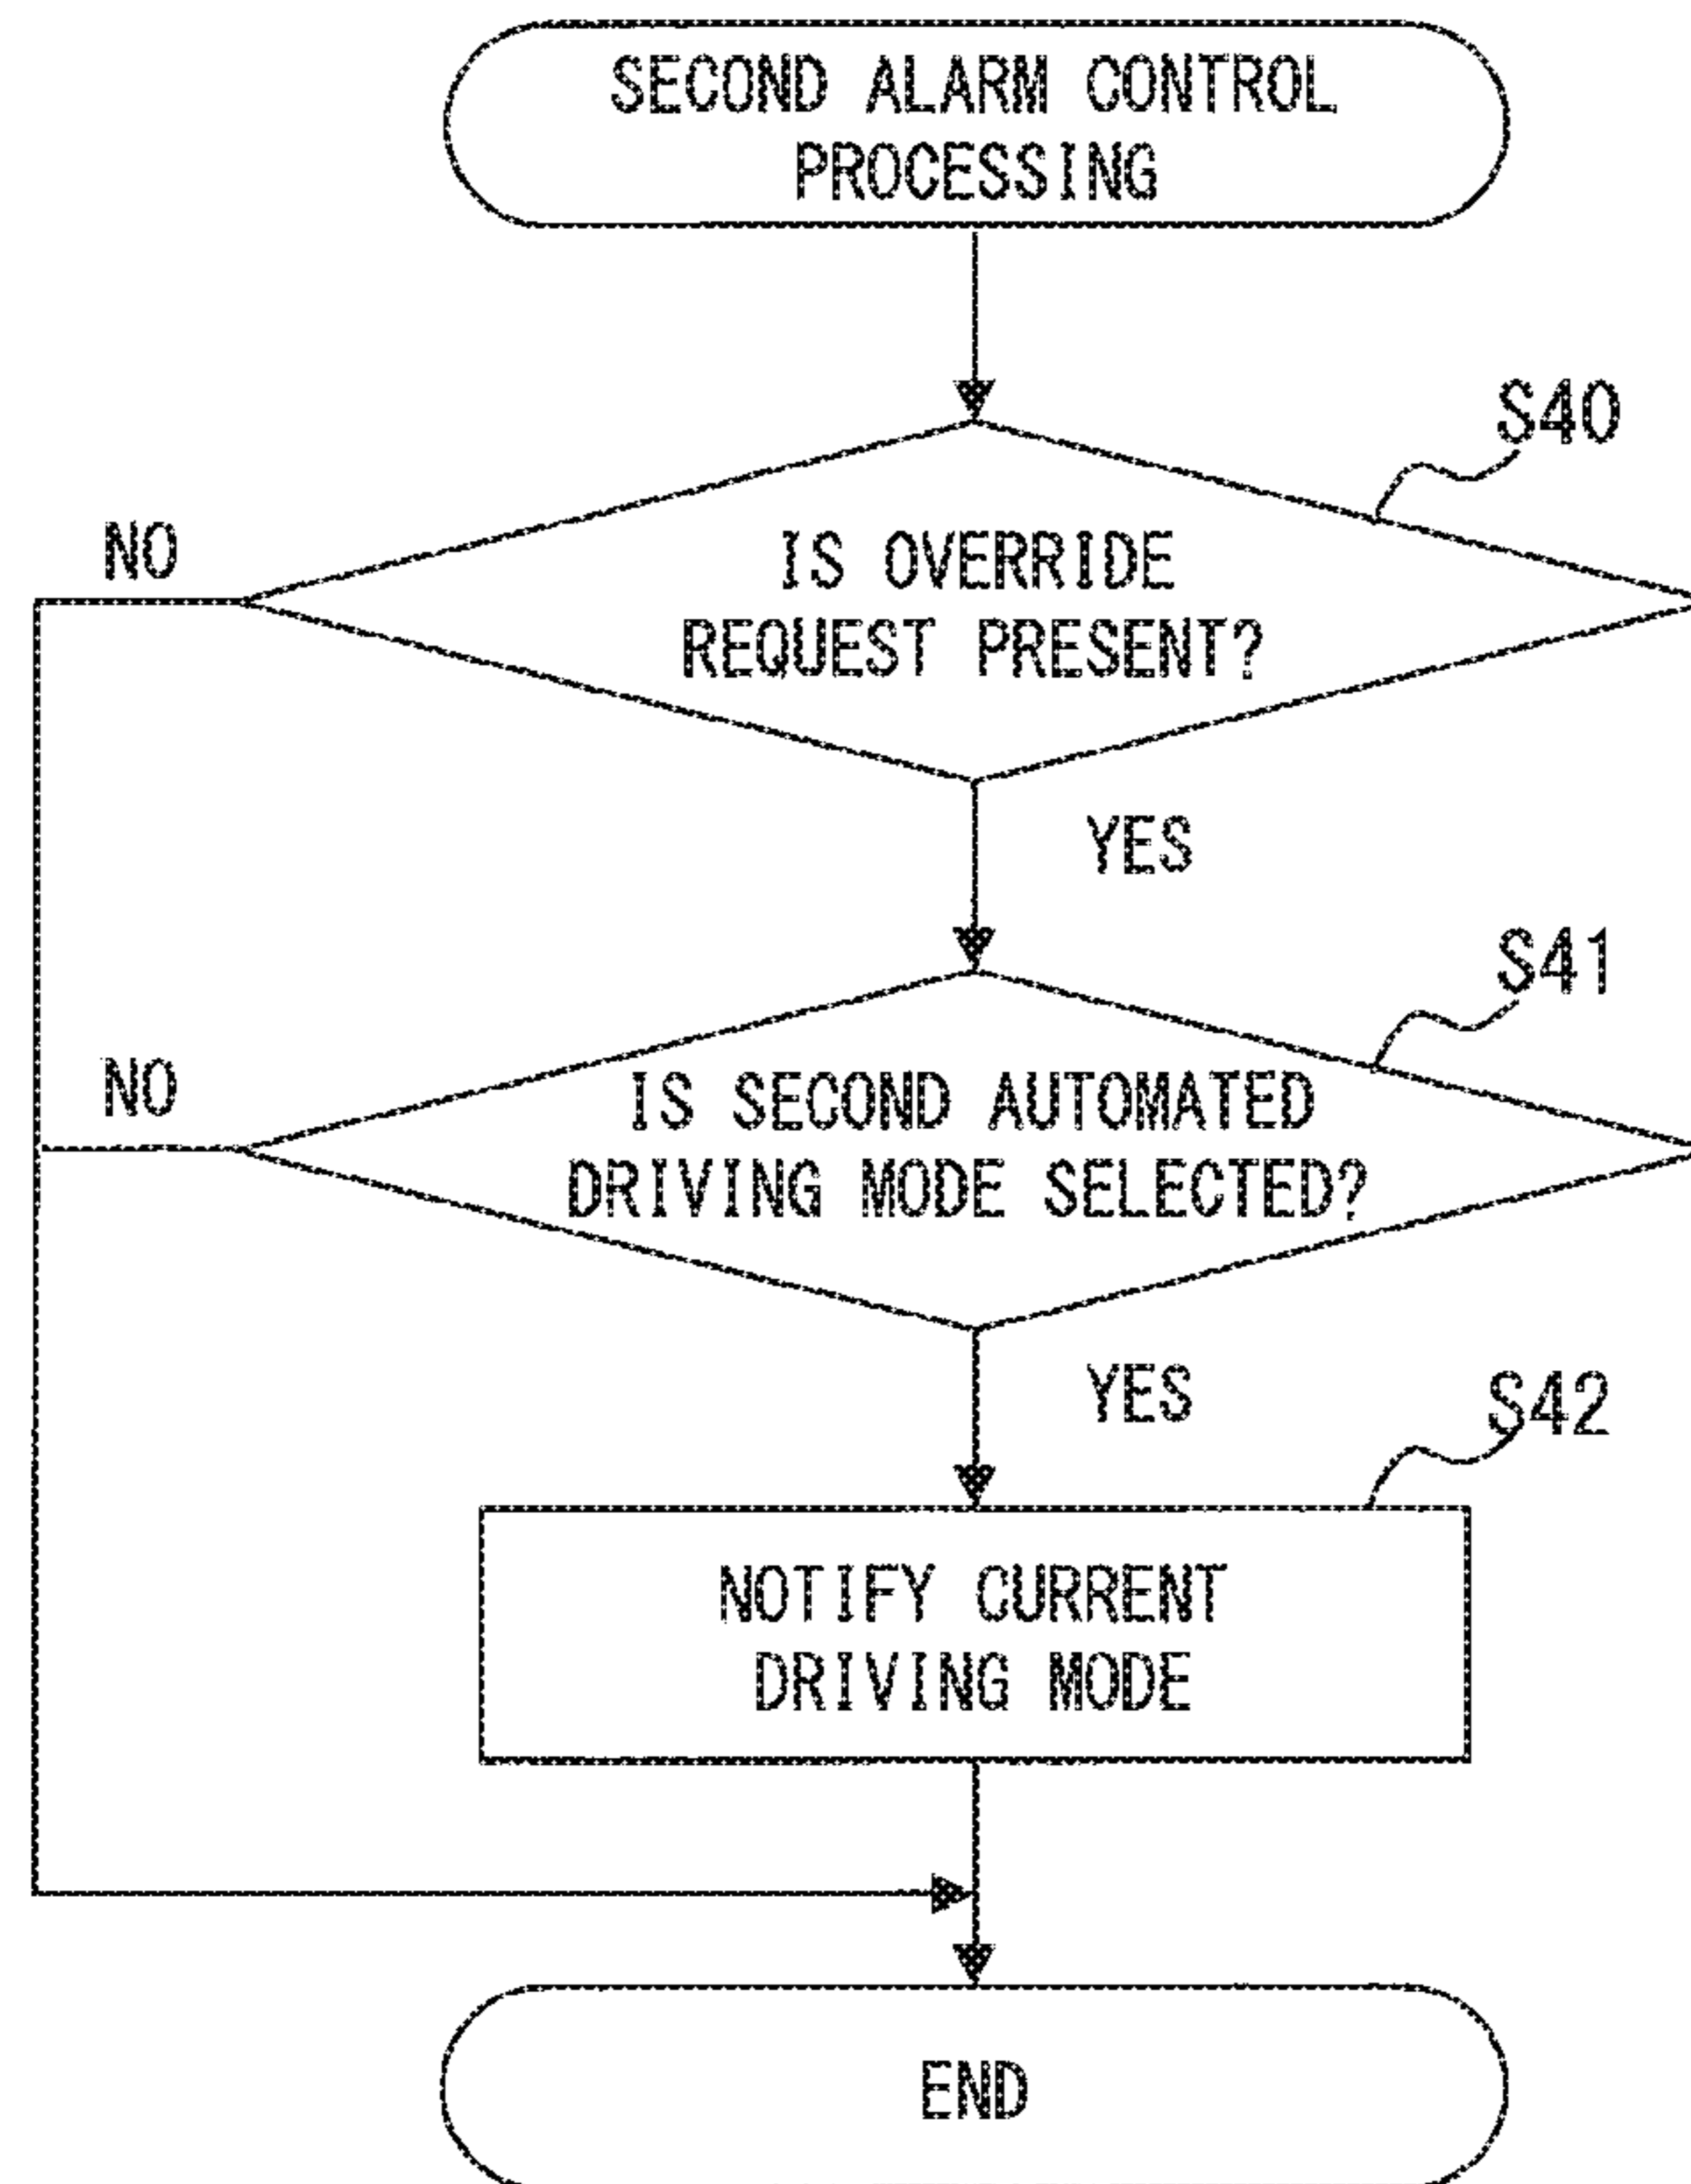 SECOND ALARM CONTROL
PROCESSING
S40
NO
IS OVERRIDE
REQUEST PRESENT?
YES
S41
NO
IS SECOND AUTOMATED
DRIVING MODE SELECTED?
YES
S42
NOTIFY CURRENT
DRIVING MODE
END